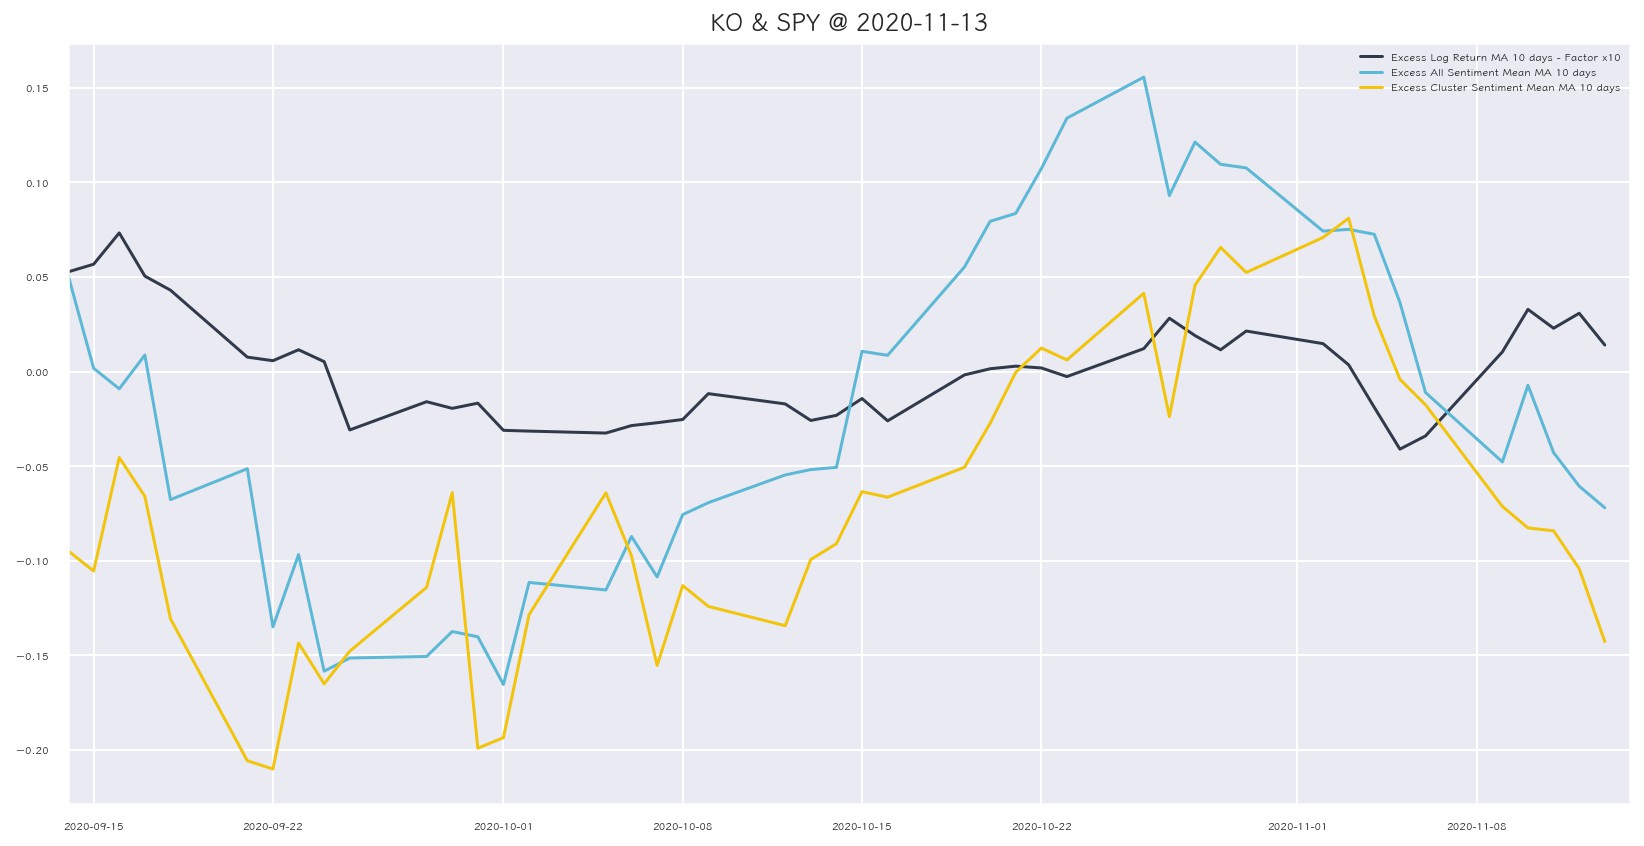 KO & SPY @ 2020-11-13
Excess Log Return MA 10 days - Factor x10
Excess All Sentiment Mean MA 10 days
Excess Cluster Sentiment Mean MA 10 days
0.15
0.10
0.05
0.00
−0.05
−0.10
−0.15
−0.20
2020-09-15 2020-09-22 2020-10-01 2020-10-08 2020-10-15 2020-10-22 2020-11-01 2020-11-08